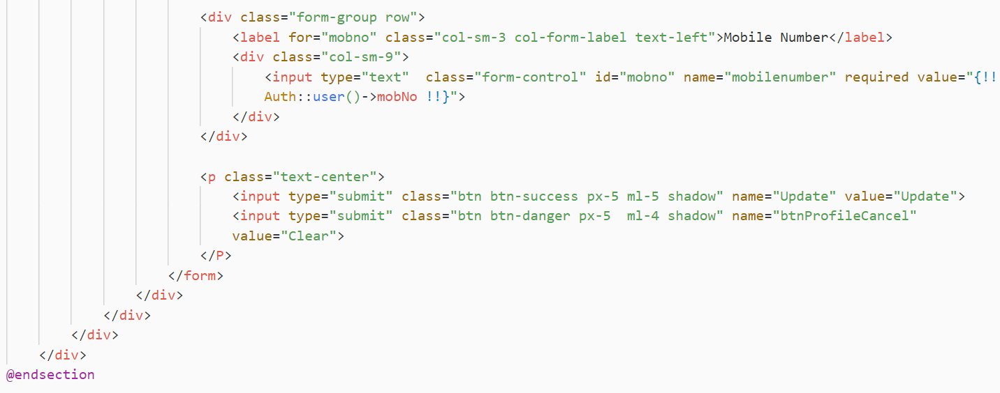 <div class="form-group row">
<label for="mobno" class="col-sm-3 col-form-label text-left">Mobile Number</label>
<div class="col-sm-9">
<input type="text"  class="form-control" id="mobno" name="mobilenumber" required value="{!!
Auth::user()->mobNo !!}">
</div>
</div>
<p class="text-center">
<input type="submit" class="btn btn-success px-5 ml-5 shadow" name="Update" value="Update">
<input type="submit" class="btn btn-danger px-5  ml-4 shadow" name="btnProfileCancel"
value="Clear">
</P>
</form>
</div>
</div>
</div>
</div>
@endsection